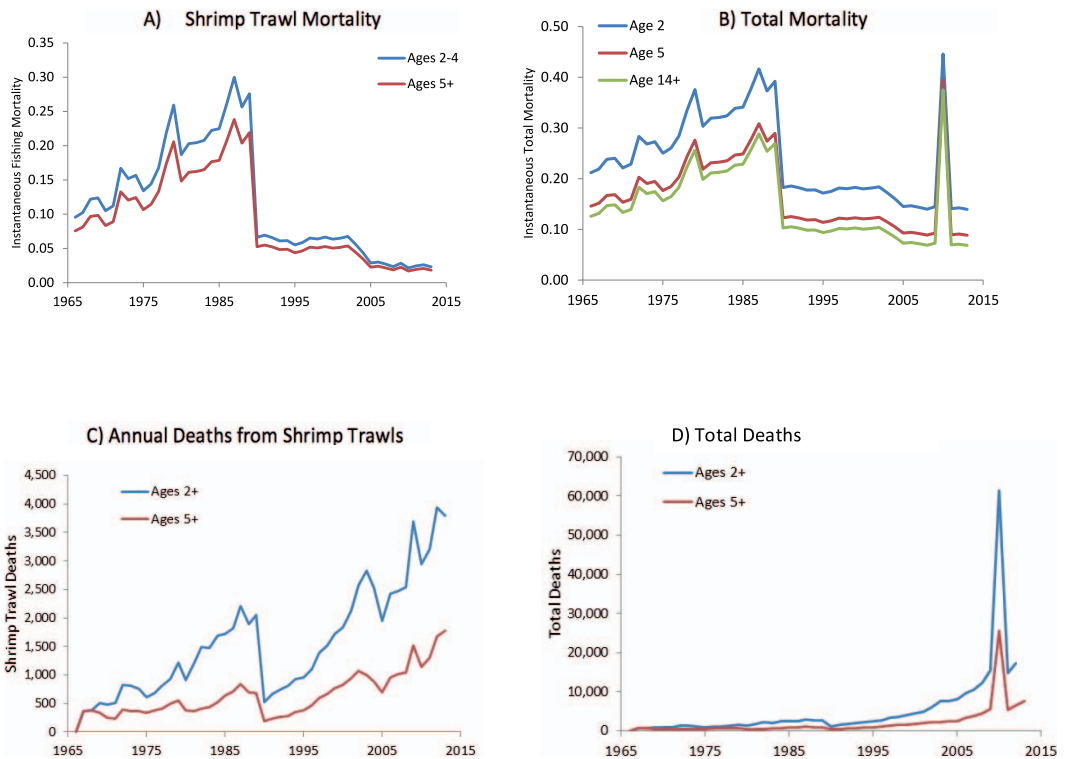 A) Shrimp Trawl Mortality
0.35
0.30
0.25
0.20
0.15
0.10
0.05
0.00
Instantaneous Fishing Mortality
Ages 2-4
Ages 5+
1965 1975 1985 1995 2005 2015
B) Total Mortality
0.50
0.40
0.30
0.20
0.10
0.00
Instantaneous Total Mortality
Age 2
Age 5
Age 14+
1965 1975 1985 1995 2005 2015
C) Annual Deaths from Shrimp Trawls
4,500
4,000
3,500
3,000
2,500
2,000
1,500
1,000
500
0
Shrimp Trawl Deaths
Ages 2+
Ages 5+
1965 1975 1985 1995 2005 2015
D) Total Deaths
70,000
60,000
50,000
40,000
30,000
20,000
10,000
0
Total Deaths
Ages 2+
Ages 5+
1965 1975 1985 1995 2005 2015